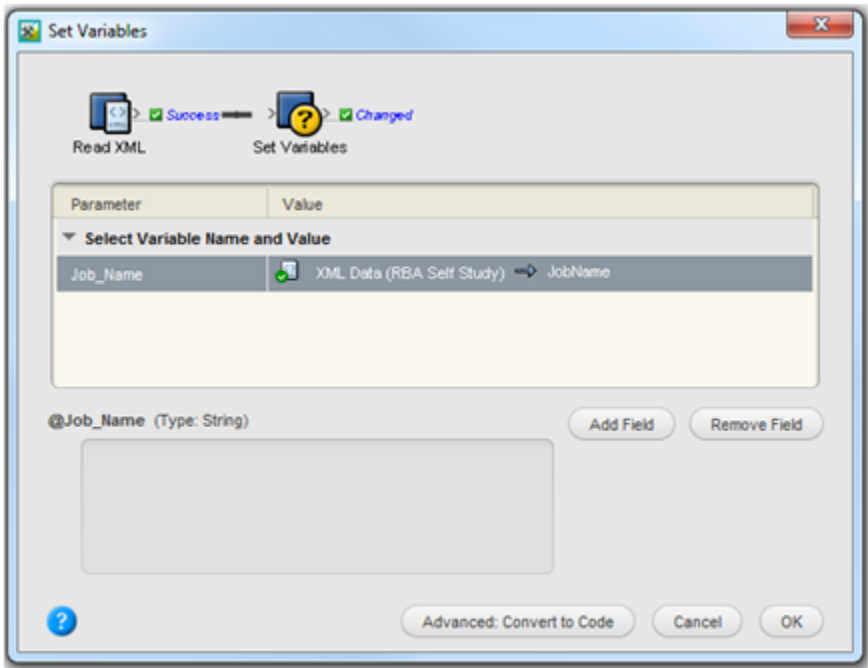 Set Variables
Success
Changed
Read XML
Set Variables
Parameter Value
Select Variable Name and Value
Job_Name XML Data (RBA Self Study) JobName
@Job_Name (Type: String) Add Field Remove Field
? Advanced: Convert to Code Cancel OK